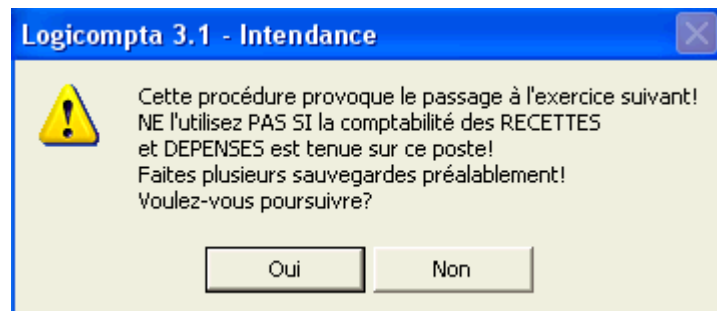 Logicompta 3.1 - Intendance
Cette procédure provoque le passage à l'exercice suivant!
NE l'utilisez PAS SI la comptabilité des RECETTES
et DEPENSES est tenue sur ce poste!
Faites plusieurs sauvegardes préalablement!
Voulez-vous poursuivre?
Oui Non